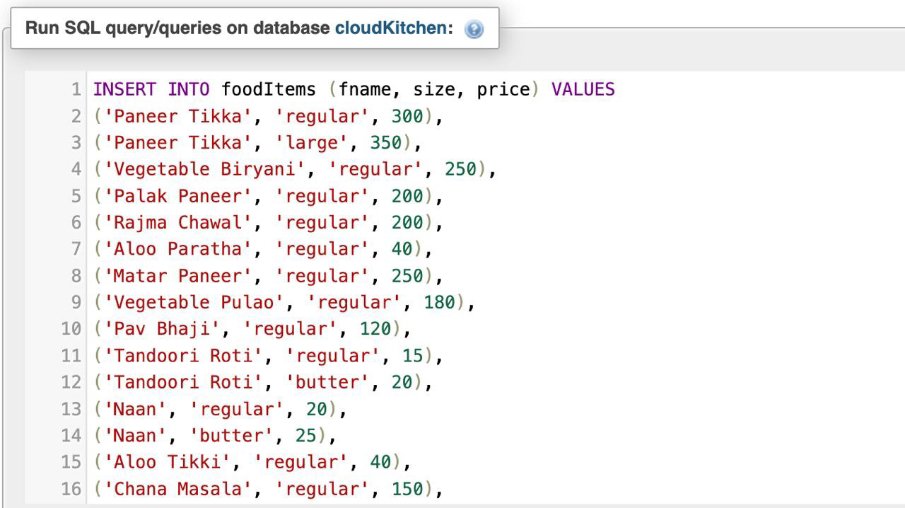 Run SQL query/queries on database cloudKitchen:
1 INSERT INTO foodItems (fname, size, price) VALUES
2 ('Paneer Tikka', 'regular', 300),
3 ('Paneer Tikka', 'large', 350),
4 ('Vegetable Biryani', 'regular', 250),
5 ('Palak Paneer', 'regular', 200),
6 ('Rajma Chawal', 'regular', 200),
7 ('Aloo Paratha', 'regular', 40),
8 ('Matar Paneer', 'regular', 250),
9 ('Vegetable Pulao', 'regular', 180),
10 ('Pav Bhaji', 'regular', 120),
11 ('Tandoori Roti', 'regular', 15),
12 ('Tandoori Roti', 'butter', 20),
13 ('Naan', 'regular', 20),
14 ('Naan', 'butter', 25),
15 ('Aloo Tikki', 'regular', 40),
16 ('Chana Masala', 'regular', 150),